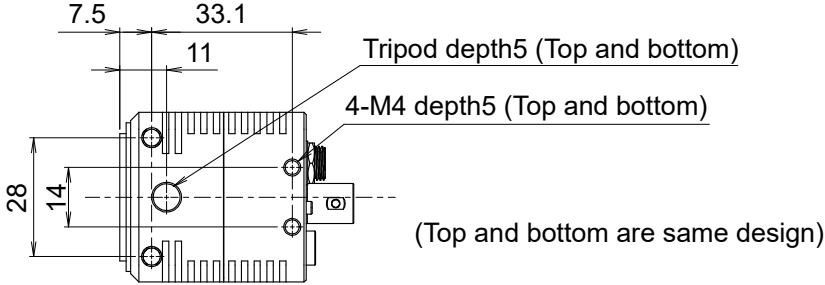 7.5
33.1
11
Tripod depth5 (Top and bottom)
4-M4 depth5 (Top and bottom)
28
14
(Top and bottom are same design)